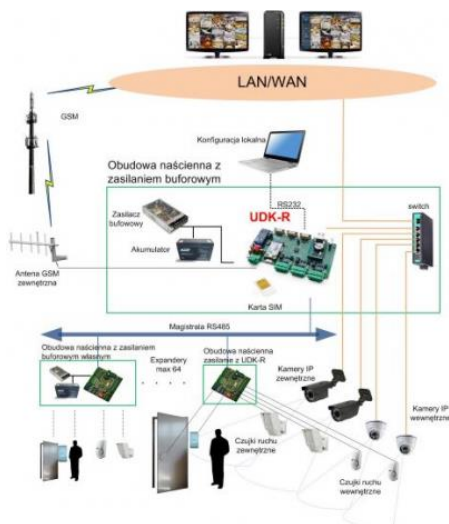 LAN/WAN
GSM
Konfiguracja lokalna
Obudowa naścienna z
zasilaniem buforowym
RS232
switch
Zasilacz
bufowowy
UDK-R
Akumulator
Antena GSM
zewnętrzna
Karta SIM
Magistrala RS485
Obudowa naścienna z zasilaniem
buforowym własnym
Expandery
max 64
Obudowa naścienna
zasilanie z UDK-R
Kamery IP
zewnętrzne
Kamery IP
wewnętrzne
Czujki ruchu
zewnętrzne
Czujki ruchu
wewnętrzne